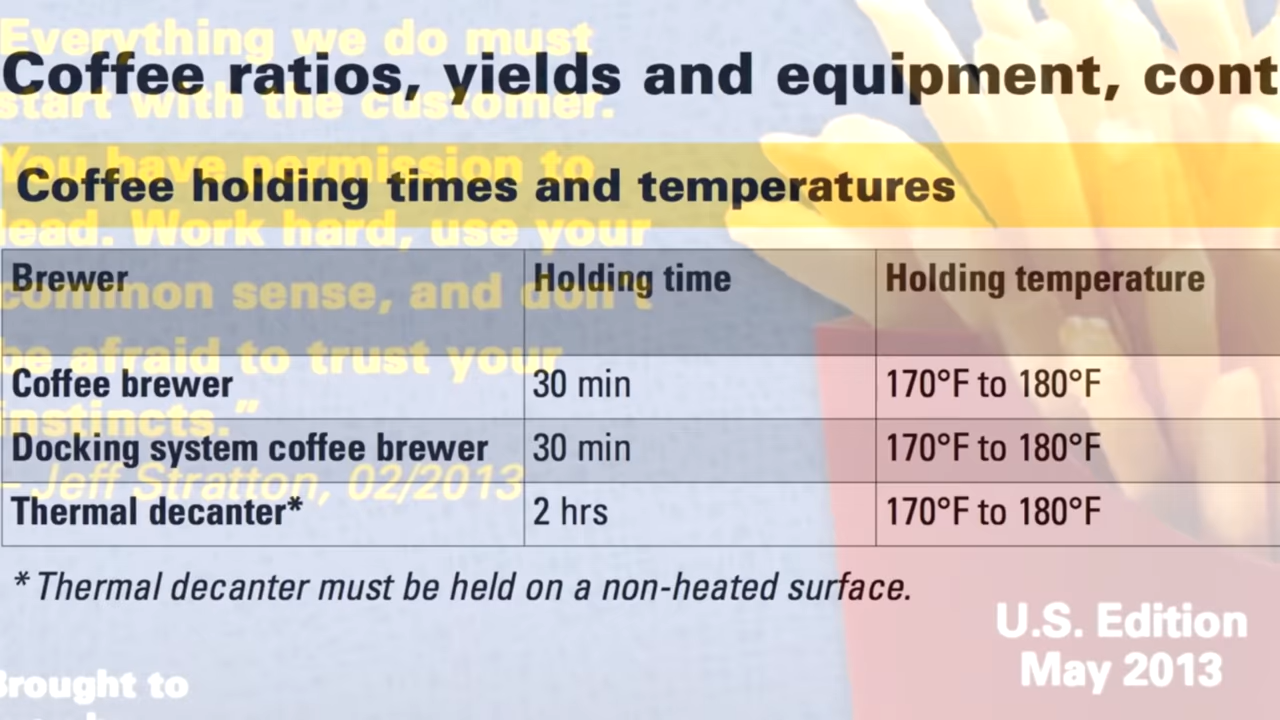 Everything we do must
Coffee ratios, yields and equipment, cont
start with the customer.
You have permission to
Coffee holding times and temperatures
lead. Work hard, use your
Brewer Holding time Holding temperature
common sense, and don't
be afraid to trust your
Coffee brewer 30 min 170°F to 180°F
instincts.”
Docking system coffee brewer 30 min 170°F to 180°F
– Jeff Stratton, 02/2013
Thermal decanter* 2 hrs 170°F to 180°F
* Thermal decanter must be held on a non-heated surface.
U.S. Edition
May 2013
Brought to